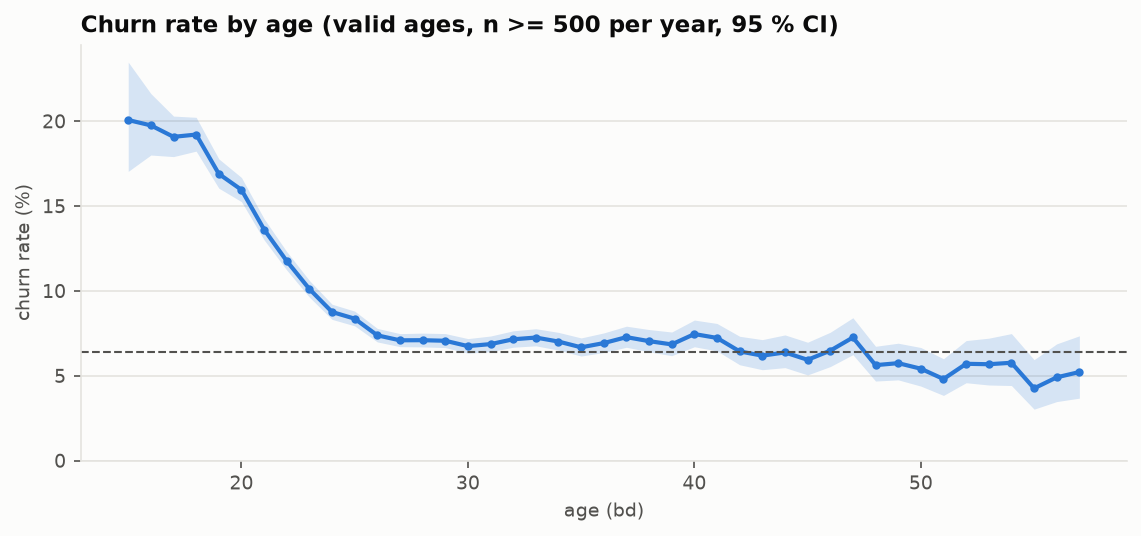 Churn rate by age (valid ages, n >= 500 per year, 95 % CI)
churn rate (%)
20
15
10
5
0
20 30 40 50
age (bd)